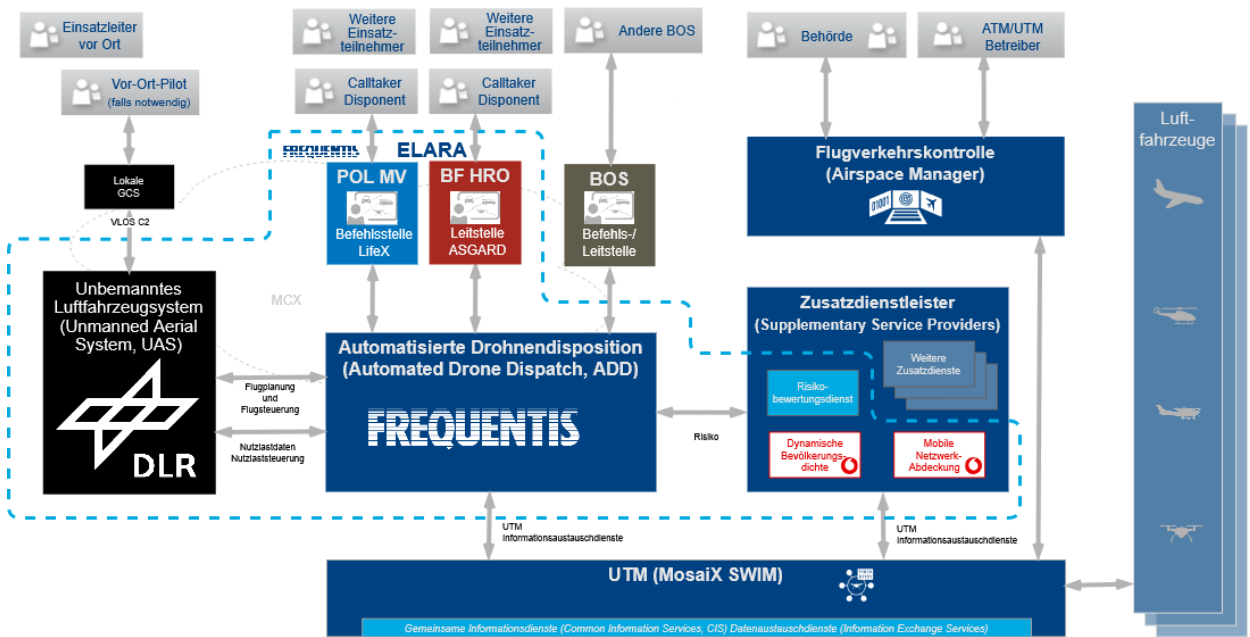 Einsatzleiter
vor Ort
Weitere
Einsatz-
teilnehmer
Weitere
Einsatz-
teilnehmer
Andere BOS
Behörde
ATM/UTM
Betreiber
Vor-Ort-Pilot
(falls notwendig)
Calltaker
Disponent
Calltaker
Disponent
Luft-
fahrzeuge
FREQUENTIS
ELARA
Lokale
GCS
VLOS C2
POL MV
Befehlsstelle
LifeX
BF HRO
Leitstelle
ASGARD
BOS
Befehls-/
Leitstelle
Flugverkehrskontrolle
(Airspace Manager)
01001
MCX
Unbemanntes
Luftfahrzeugsystem
(Unmanned Aerial
System, UAS)
DLR
Flugplanung
und
Flugsteuerung
Nutzlastdaten
Nutzlaststeuerung
Automatisierte Drohnendisposition
(Automated Drone Dispatch, ADD)
FREQUENTIS
Risiko
Zusatzdienstleister
(Supplementary Service Providers)
Weitere
Zusatzdienste
Risiko-
bewertungsdienst
Dynamische
Bevölkerungs-
dichte
Mobile
Netzwerk-
Abdeckung
UTM
Informationsaustauschdienste
UTM
Informationsaustauschdienste
UTM (MosaiX SWIM)
Gemeinsame Informationsdienste (Common Information Services, CIS) Datenaustauschdienste (Information Exchange Services)